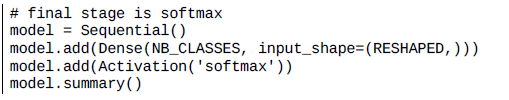 # final stage is softmax
model = Sequential()
model.add(Dense(NB_CLASSES, input_shape=(RESHAPED,)))
model.add(Activation('softmax'))
model.summary()